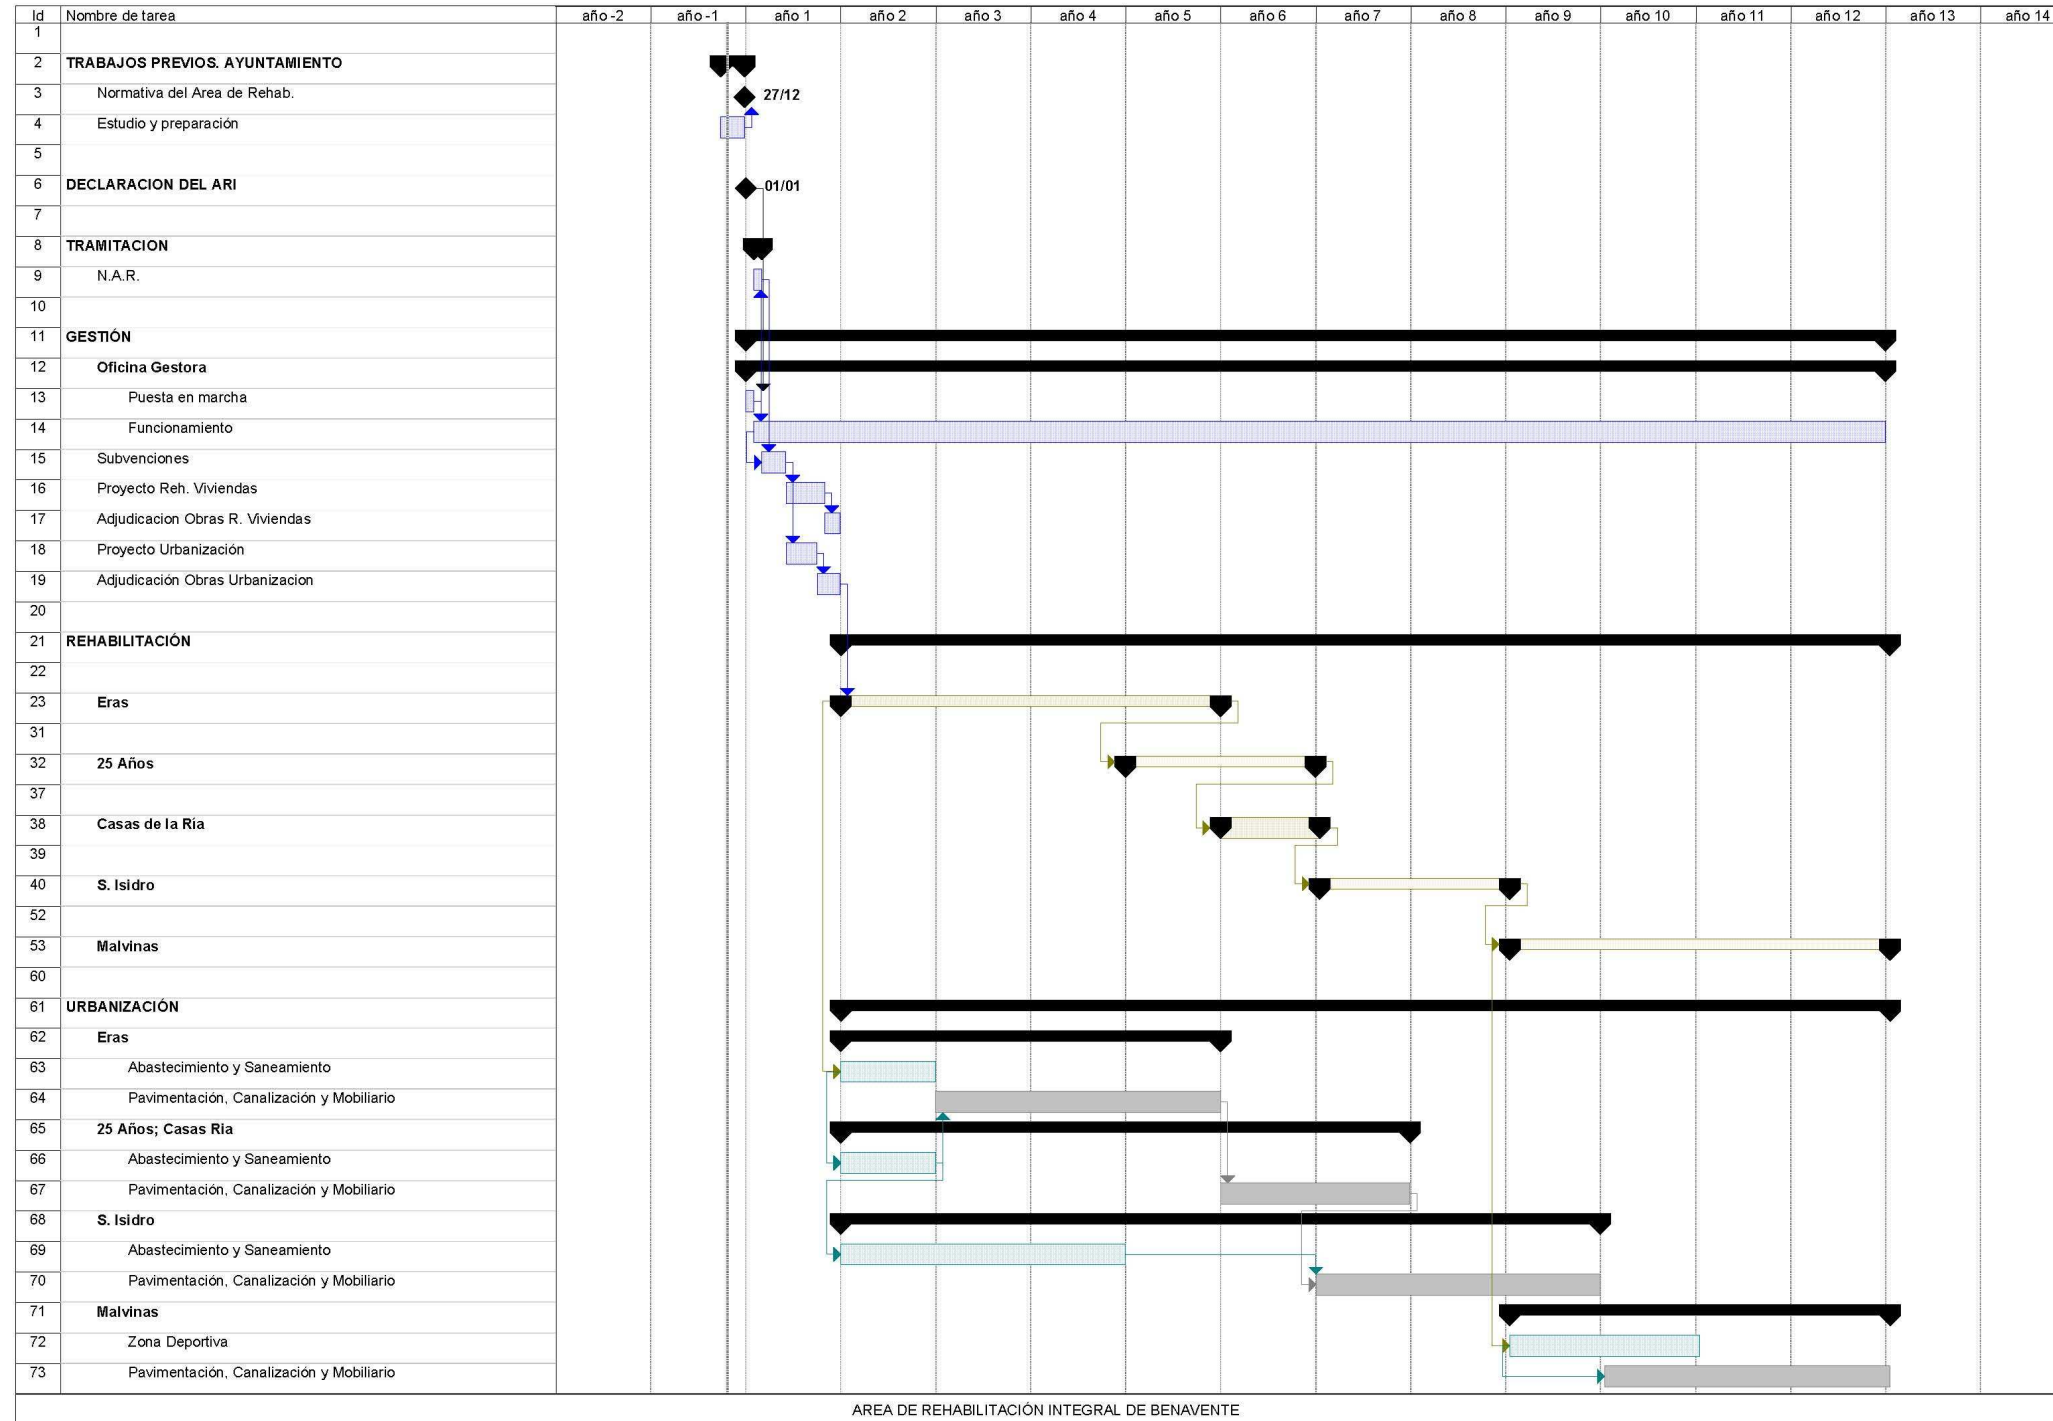 Id Nombre de tarea año -2 año -1 año 1 año 2 año 3 año 4 año 5 año 6 año 7 año 8 año 9 año 10 año 11 año 12 año 13 año 14
1
2 TRABAJOS PREVIOS. AYUNTAMIENTO
3 Normativa del Area de Rehab. 27/12
4 Estudio y preparación
5
6 DECLARACION DEL ARI 01/01
7
8 TRAMITACION
9 N.A.R.
10
11 GESTIÓN
12 Oficina Gestora
13 Puesta en marcha
14 Funcionamiento
15 Subvenciones
16 Proyecto Reh. Viviendas
17 Adjudicacion Obras R. Viviendas
18 Proyecto Urbanización
19 Adjudicación Obras Urbanizacion
20
21 REHABILITACIÓN
22
23 Eras
31
32 25 Años
37
38 Casas de la Ría
39
40 S. Isidro
52
53 Malvinas
60
61 URBANIZACIÓN
62 Eras
63 Abastecimiento y Saneamiento
64 Pavimentación, Canalización y Mobiliario
65 25 Años; Casas Ria
66 Abastecimiento y Saneamiento
67 Pavimentación, Canalización y Mobiliario
68 S. Isidro
69 Abastecimiento y Saneamiento
70 Pavimentación, Canalización y Mobiliario
71 Malvinas
72 Zona Deportiva
73 Pavimentación, Canalización y Mobiliario
AREA DE REHABILITACIÓN INTEGRAL DE BENAVENTE